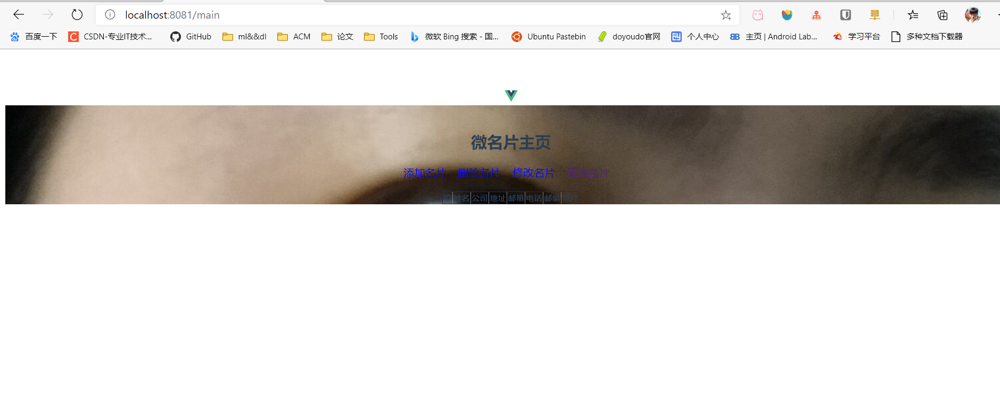 localhost:8081/main
百度一下 CSDN-专业IT技术... GitHub ml&&dl ACM 论文 Tools 微软 Bing 搜索 - 国... Ubuntu Pastebin doyoudo官网 个人中心 主页 | Android Lab... 学习平台 多种文档下载器
微名片主页
添加名片 删除名片 修改名片 查询名片
ID 姓名 公司 地址 邮箱 电话 邮编 照片